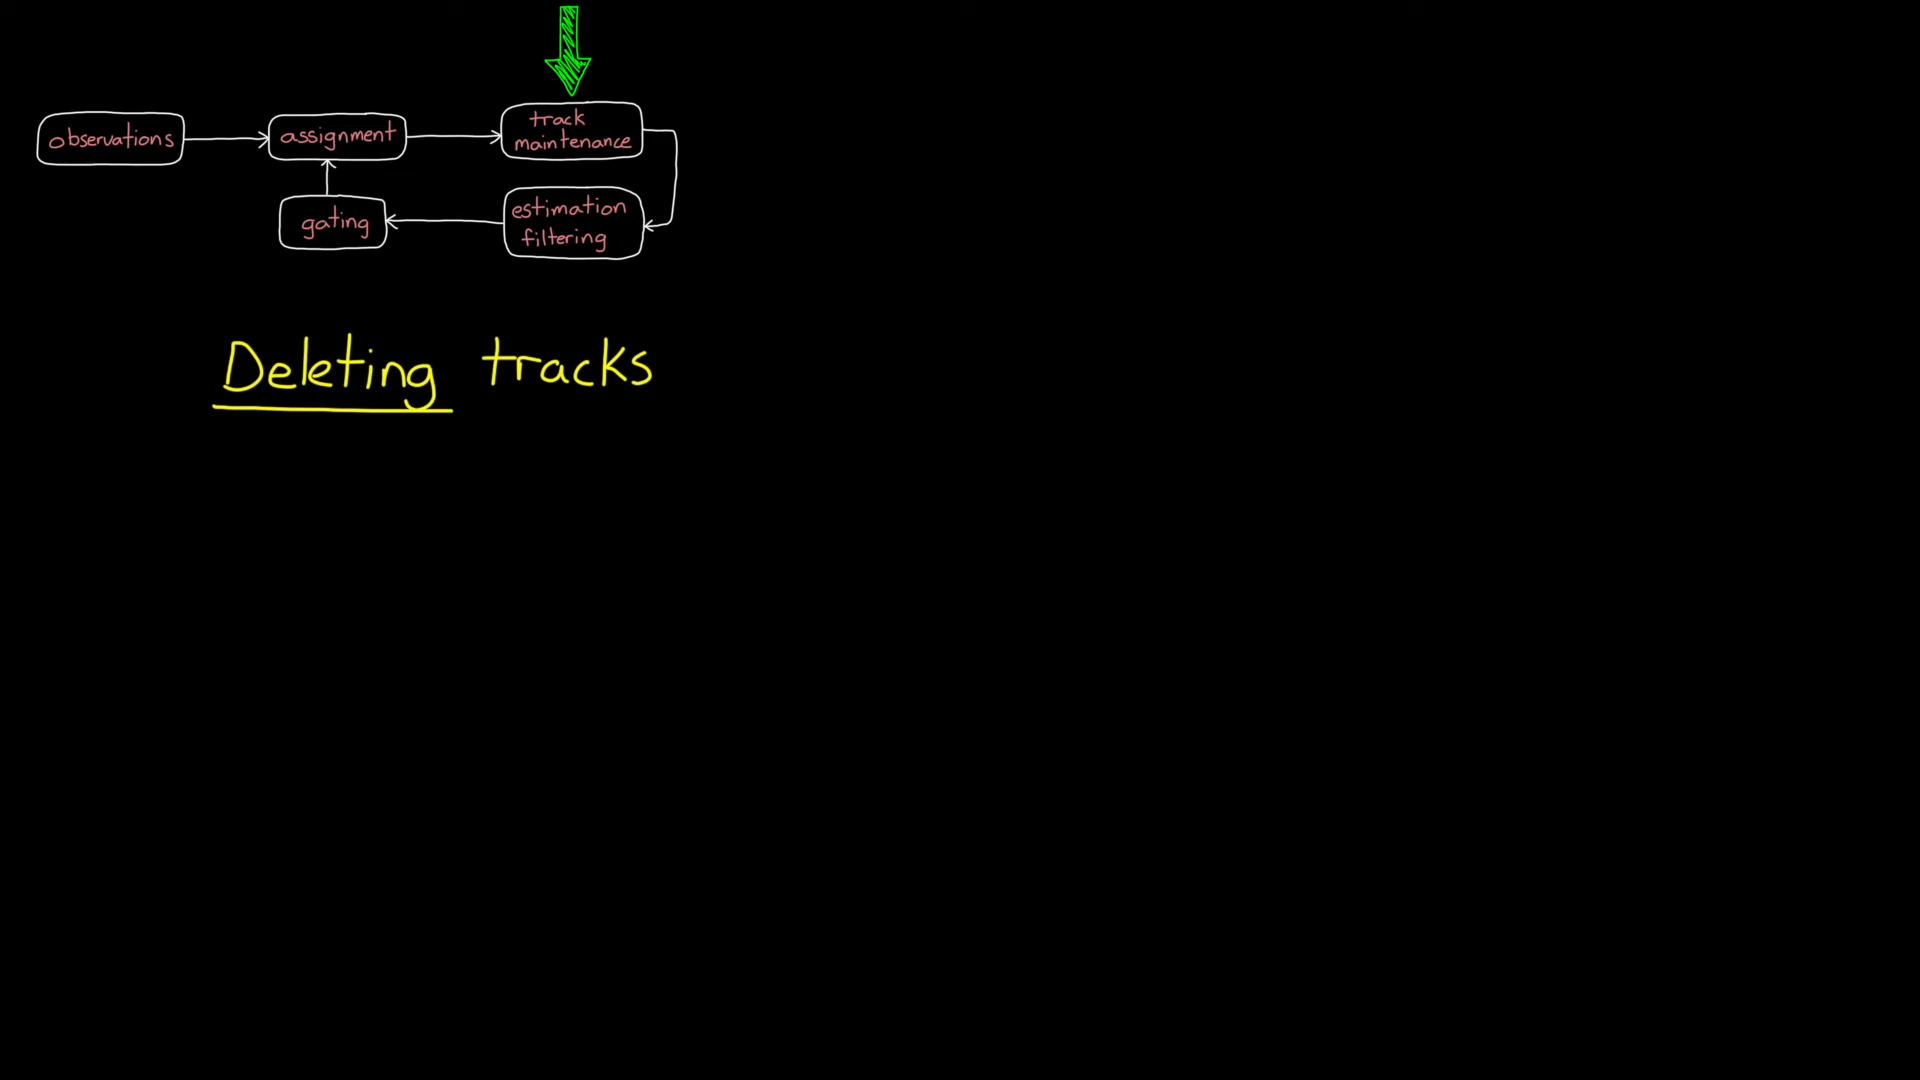 observations
assignment
track
maintenance
gating
estimation
filtering
Deleting tracks